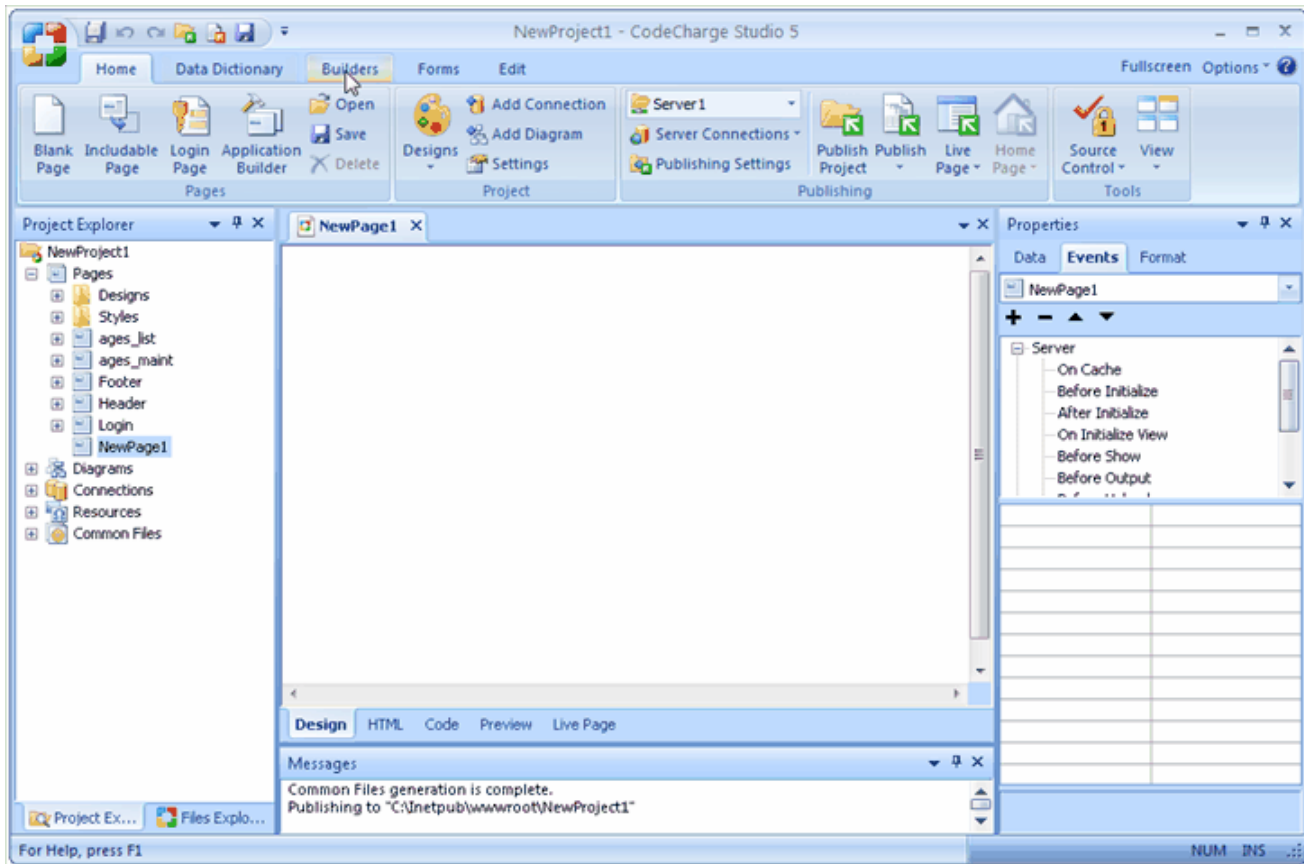 NewProject1 - CodeCharge Studio 5
Home Data Dictionary Builders Forms Edit Fullscreen Options
Blank Page
Includable Page
Login Page
Application Builder
Open
Save
Delete
Pages
Designs
Add Connection
Add Diagram
Settings
Project
Server1
Server Connections
Publishing Settings
Publish Project
Publish
Live Page
Home Page
Publishing
Source Control
View
Tools
Project Explorer
NewProject1
Pages
Designs
Styles
ages_list
ages_maint
Footer
Header
Login
NewPage1
Diagrams
Connections
Resources
Common Files
Project Ex...
Files Explo...
NewPage1
Design HTML Code Preview Live Page
Messages
Common Files generation is complete.
Publishing to "C:\Inetpub\wwwroot\NewProject1"
Properties
Data Events Format
NewPage1
Server
On Cache
Before Initialize
After Initialize
On Initialize View
Before Show
Before Output
For Help, press F1
NUM INS